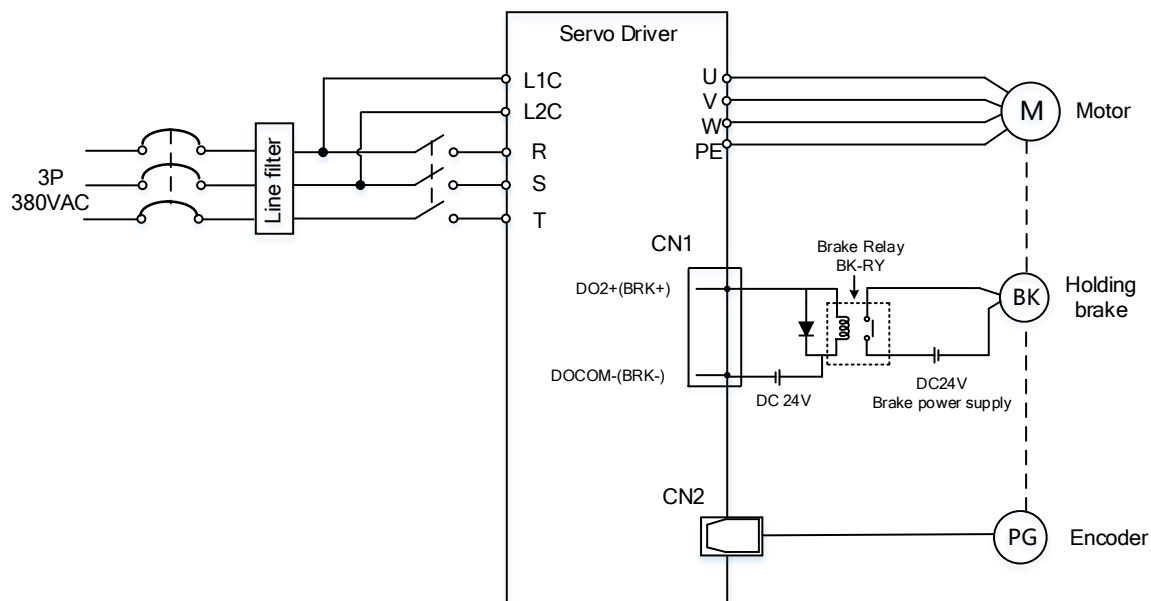 Servo Driver
L1C
L2C
R
S
T
3P
380VAC
Line filter
U
V
W
PE
M
Motor
CN1
DO2+(BRK+)
DOCOM-(BRK-)
Brake Relay
BK-RY
DC 24V
DC24V
Brake power supply
BK
Holding
brake
CN2
PG
Encoder